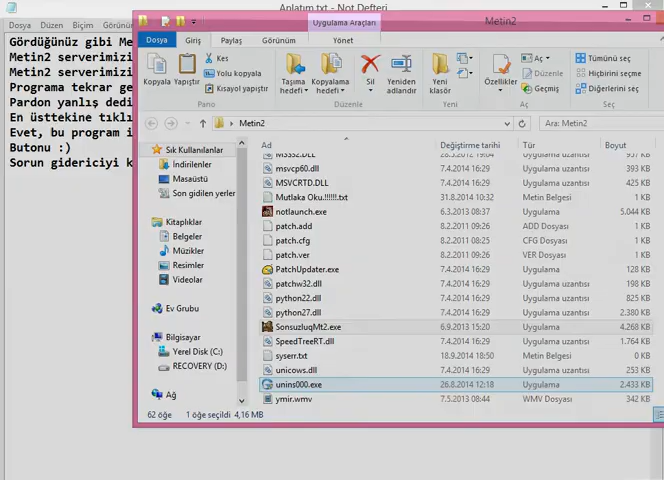 Anlatım.txt - Not Defteri
Dosya Düzen Biçim Görünüm
Gördüğünüz gibi
Metin2 serverimizi
Metin2 serverimizi
Programa tekrar
Pardon yanlış dedi
En üsttekine tıklı
Evet, bu program
Butonu :)
Sorun gidericiyi
Uygulama Araçları
Metin2
Dosya Giriş Paylaş Görünüm Yönet
Kopyala Yapıştır
Kes
Yolu kopyala
Kısayol yapıştır
Taşıma hedefi
Kopyalama hedefi
Sil
Yeniden adlandır
Yeni klasör
Özellikler
Aç
Düzenle
Geçmiş
Tümünü seç
Hiçbirini seçme
Diğerlerini seç
Pano Düzenle Yeni Aç Seç
Metin2
Ara: Metin2
Ad Değiştirme tarihi Tür Boyut
Sık Kullanılanlar
İndirilenler
Masaüstü
Son gidilen yerler
Kitaplıklar
Belgeler
Müzikler
Resimler
Videolar
Ev Grubu
Bilgisayar
Yerel Disk (C:)
RECOVERY (D:)
Ağ
msvcp60.dll 7.4.2014 16:29 Uygulama uzantısı 393 KB
MSVCRTD.DLL 7.4.2014 16:29 Uygulama uzantısı 425 KB
Mutlaka Oku.!!!!!!.txt 31.8.2014 10:32 Metin Belgesi 1 KB
notlaunch.exe 6.3.2013 08:37 Uygulama 5.044 KB
patch.add 8.2.2011 09:26 ADD Dosyası 1 KB
patch.cfg 8.2.2011 08:25 CFG Dosyası 1 KB
patch.ver 8.2.2011 09:26 VER Dosyası 1 KB
PatchUpdater.exe 7.4.2014 16:29 Uygulama 128 KB
patchw32.dll 7.4.2014 16:29 Uygulama uzantısı 198 KB
python22.dll 7.4.2014 16:29 Uygulama uzantısı 825 KB
python27.dll 7.4.2014 16:29 Uygulama uzantısı 2.380 KB
SonsuzluqMt2.exe 6.9.2013 15:20 Uygulama 4.268 KB
SpeedTreeRT.dll 7.4.2014 16:29 Uygulama uzantısı 1.764 KB
syserr.txt 18.9.2014 18:50 Metin Belgesi 0 KB
unicows.dll 7.4.2014 16:29 Uygulama uzantısı 253 KB
unins000.exe 26.8.2014 12:18 Uygulama 2.433 KB
ymir.wmv 7.5.2013 08:44 WMV Dosyası 342 KB
62 öğe 1 öğe seçildi 4,16 MB